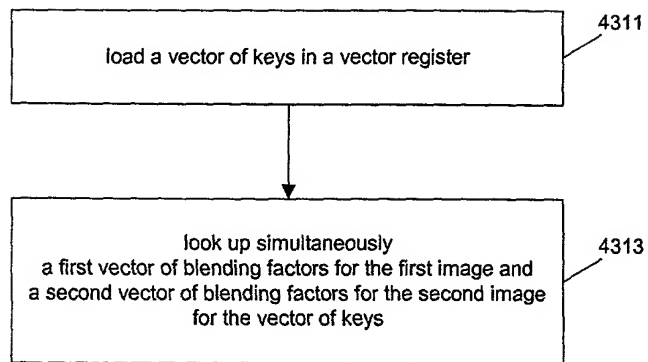 4311
load a vector of keys in a vector register
4313
look up simultaneously
a first vector of blending factors for the first image and
a second vector of blending factors for the second image
for the vector of keys